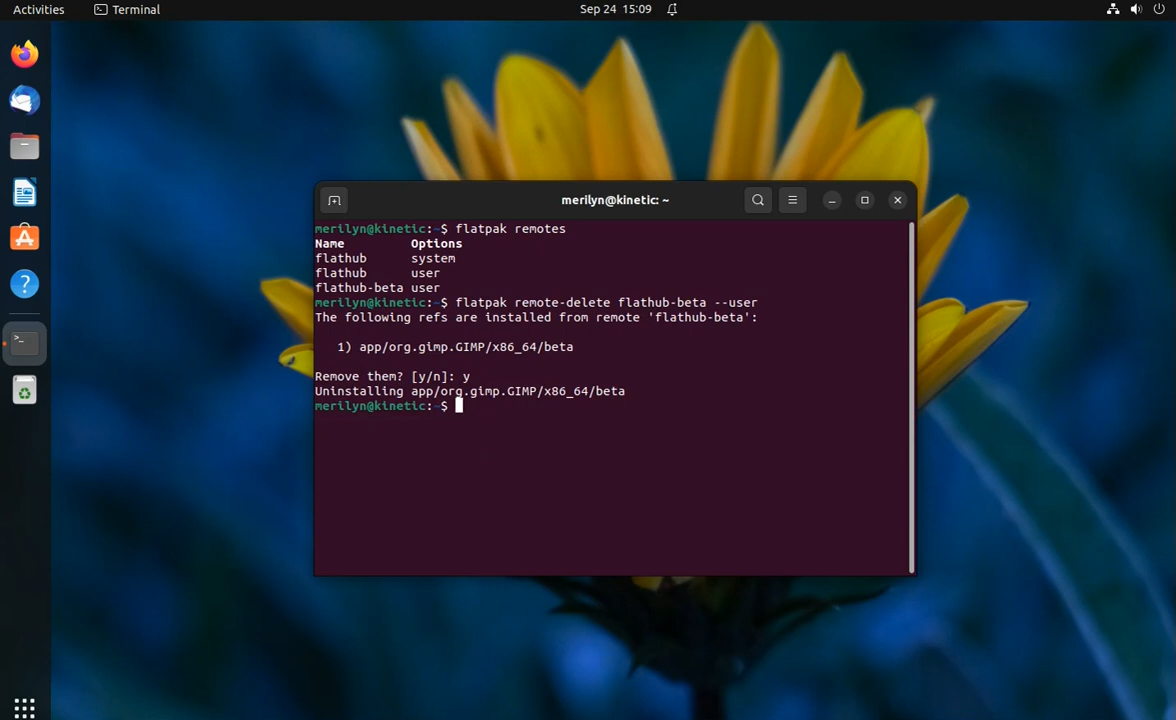 Activities Terminal Sep 24 15:09
merilyn@kinetic: ~
merilyn@kinetic:~$ flatpak remotes
Name Options
flathub system
flathub user
flathub-beta user
merilyn@kinetic:~$ flatpak remote-delete flathub-beta --user
The following refs are installed from remote 'flathub-beta':
1) app/org.gimp.GIMP/x86_64/beta
Remove them? [y/n]: y
Uninstalling app/org.gimp.GIMP/x86_64/beta
merilyn@kinetic:~$